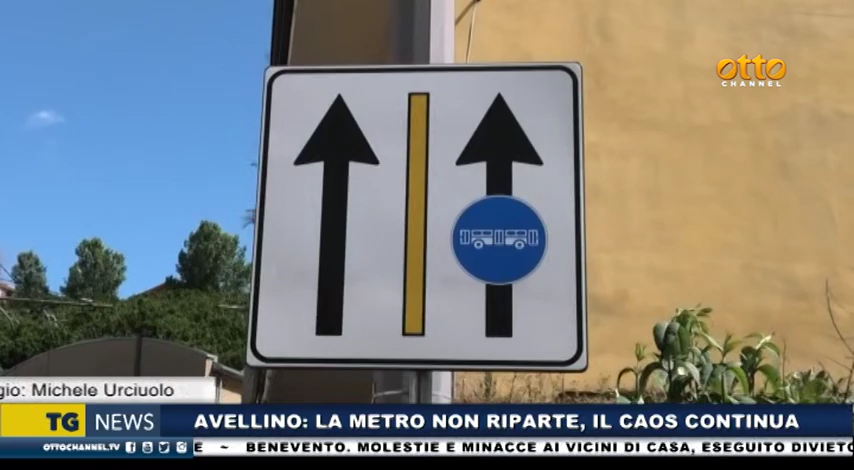 OTTO
CHANNEL
gio: Michele Urciuolo
TG NEWS
AVELLINO: LA METRO NON RIPARTE, IL CAOS CONTINUA
OTTOCHANNEL.TV
E ~ BENEVENTO. MOLESTIE E MINACCE AI VICINI DI CASA, ESEGUITO DIVIETO